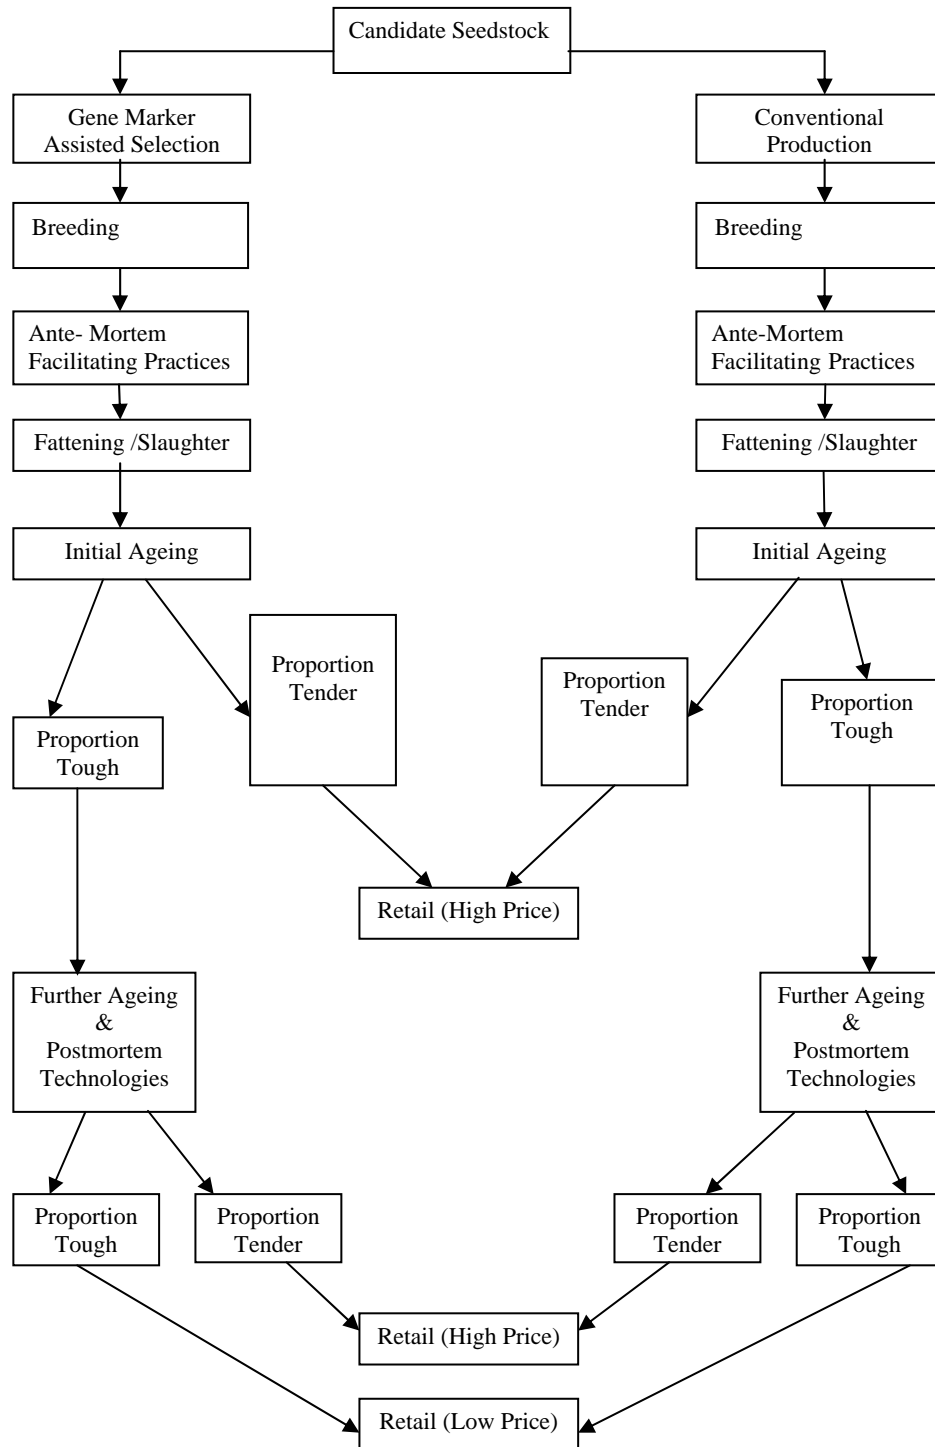 Candidate Seedstock
Gene Marker
Assisted Selection
Conventional
Production
Breeding
Breeding
Ante- Mortem
Facilitating Practices
Ante-Mortem
Facilitating Practices
Fattening /Slaughter
Fattening /Slaughter
Initial Ageing
Initial Ageing
Proportion
Tender
Proportion
Tender
Proportion
Tough
Proportion
Tough
Retail (High Price)
Further Ageing
&
Postmortem
Technologies
Further Ageing
&
Postmortem
Technologies
Proportion
Tough
Proportion
Tender
Proportion
Tender
Proportion
Tough
Retail (High Price)
Retail (Low Price)